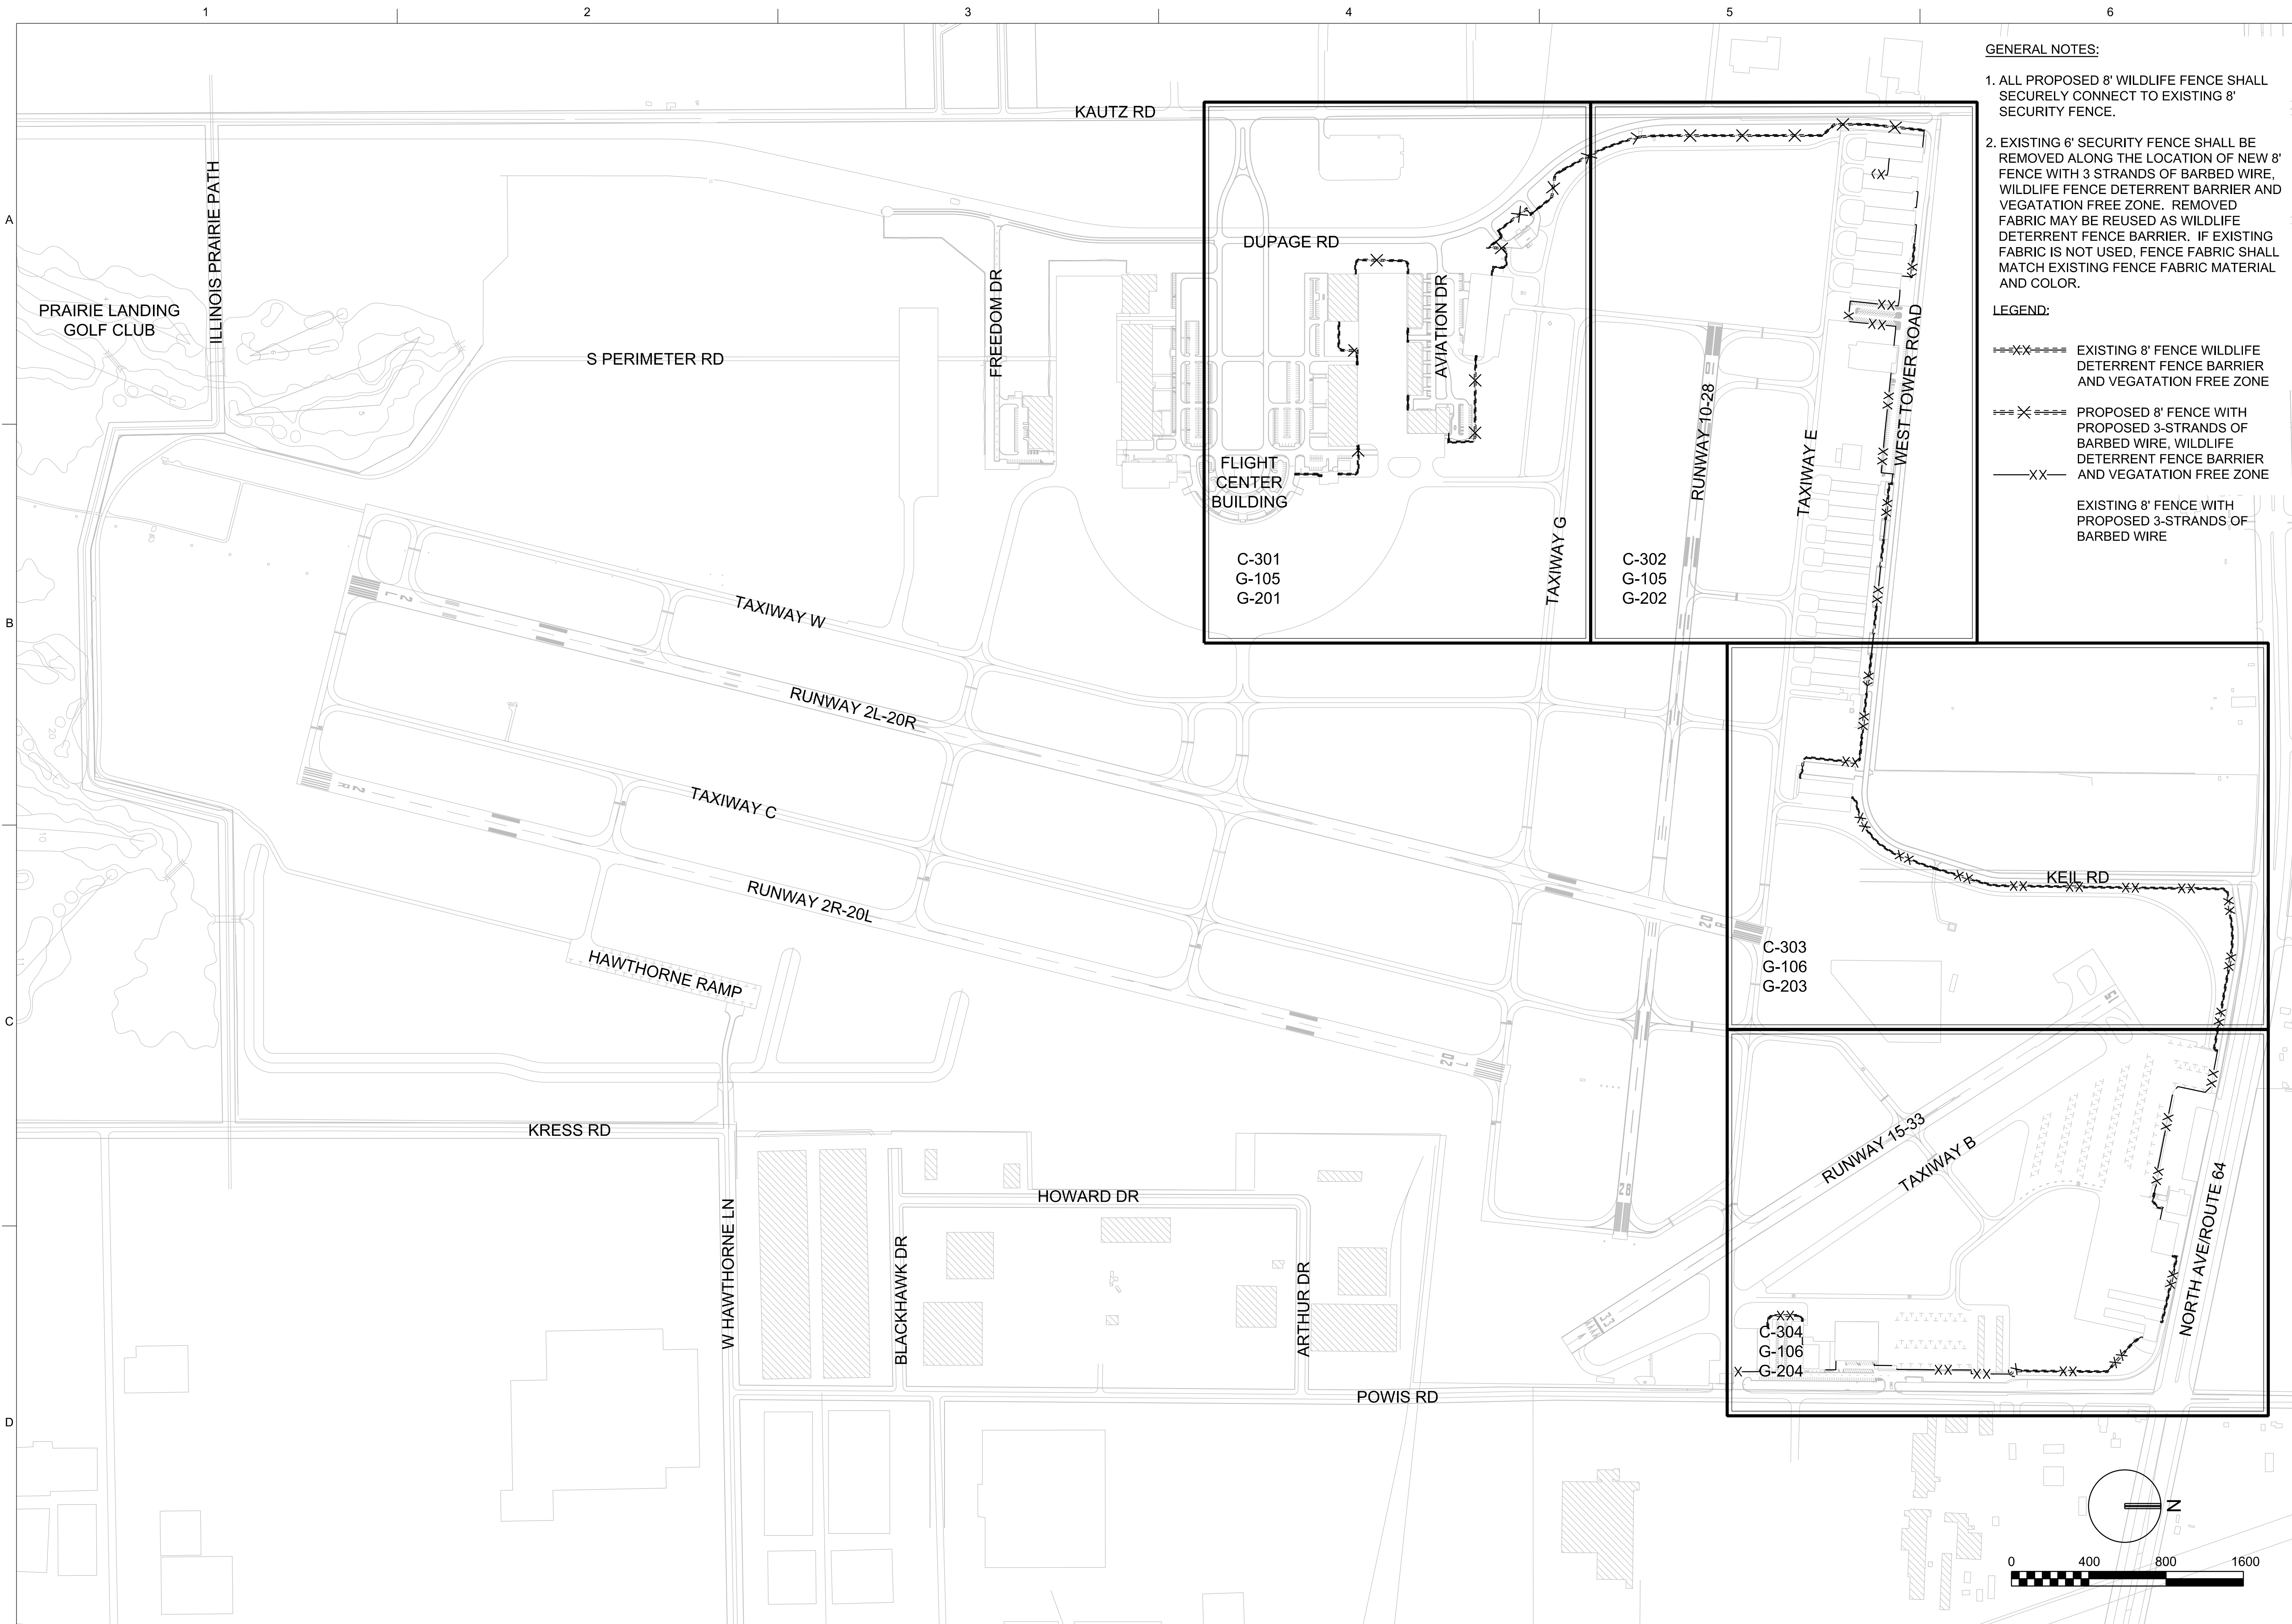 1
2
3
4
5
6
A
B
C
D
GENERAL NOTES:
1. ALL PROPOSED 8' WILDLIFE FENCE SHALL
SECURELY CONNECT TO EXISTING 8'
SECURITY FENCE.
2. EXISTING 6' SECURITY FENCE SHALL BE
REMOVED ALONG THE LOCATION OF NEW 8'
FENCE WITH 3 STRANDS OF BARBED WIRE,
WILDLIFE FENCE DETERRENT BARRIER AND
VEGATATION FREE ZONE. REMOVED
FABRIC MAY BE REUSED AS WILDLIFE
DETERRENT FENCE BARRIER. IF EXISTING
FABRIC IS NOT USED, FENCE FABRIC SHALL
MATCH EXISTING FENCE FABRIC MATERIAL
AND COLOR.
LEGEND:
EXISTING 8' FENCE WILDLIFE
DETERRENT FENCE BARRIER
AND VEGATATION FREE ZONE
PROPOSED 8' FENCE WITH
PROPOSED 3-STRANDS OF
BARBED WIRE, WILDLIFE
DETERRENT FENCE BARRIER
AND VEGATATION FREE ZONE
EXISTING 8' FENCE WITH
PROPOSED 3-STRANDS OF
BARBED WIRE
KAUTZ RD
ILLINOIS PRAIRIE PATH
PRAIRIE LANDING
GOLF CLUB
S PERIMETER RD
FREEDOM DR
DUPAGE RD
AVIATION DR
FLIGHT
CENTER
BUILDING
C-301
G-105
G-201
TAXIWAY G
RUNWAY 10-28
10
TAXIWAY E
WEST TOWER ROAD
C-302
G-105
G-202
TAXIWAY W
2 L
RUNWAY 2L-20R
TAXIWAY C
2 R
RUNWAY 2R-20L
20 R
20 L
28
HAWTHORNE RAMP
KEIL RD
C-303
G-106
G-203
15
RUNWAY 15-33
TAXIWAY B
33
NORTH AVE/ROUTE 64
C-304
G-106
G-204
KRESS RD
HOWARD DR
W HAWTHORNE LN
BLACKHAWK DR
ARTHUR DR
POWIS RD
N
0 400 800 1600